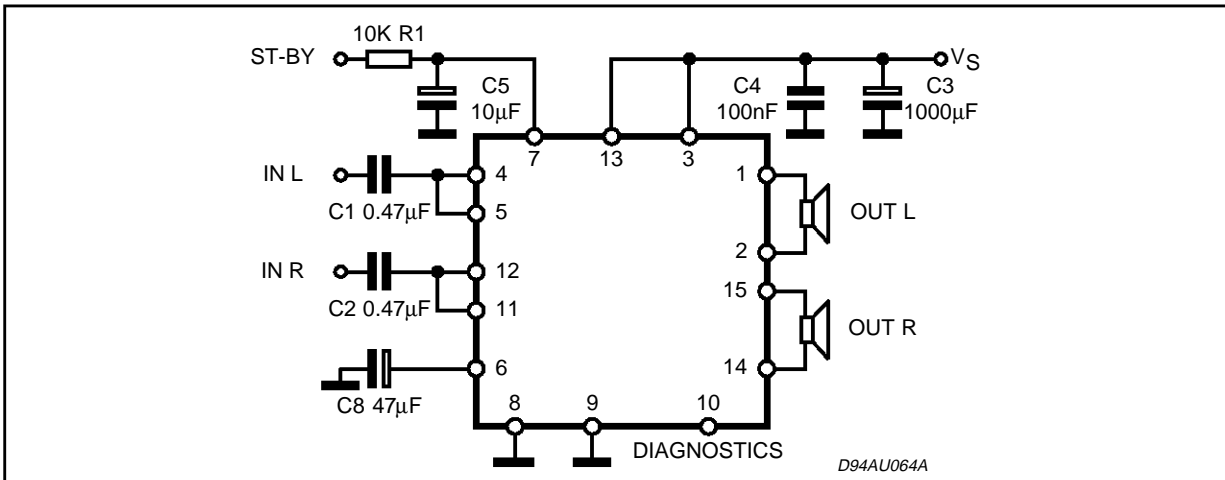 10K R1
ST-BY
V_S
C5
10µF
C4
100nF
C3
1000µF
7
13
3
IN L
4
1
C1 0.47µF
5
OUT L
2
IN R
12
15
C2 0.47µF
11
OUT R
6
14
C8 47µF
8
9
10
DIAGNOSTICS
D94AU064A